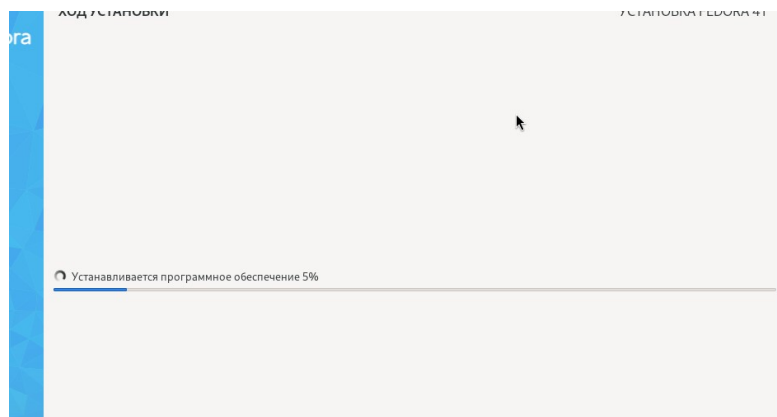 ХОД УСТАНОВКИ
УСТАНОВКА FEDORA 41
ora
Устанавливается программное обеспечение 5%